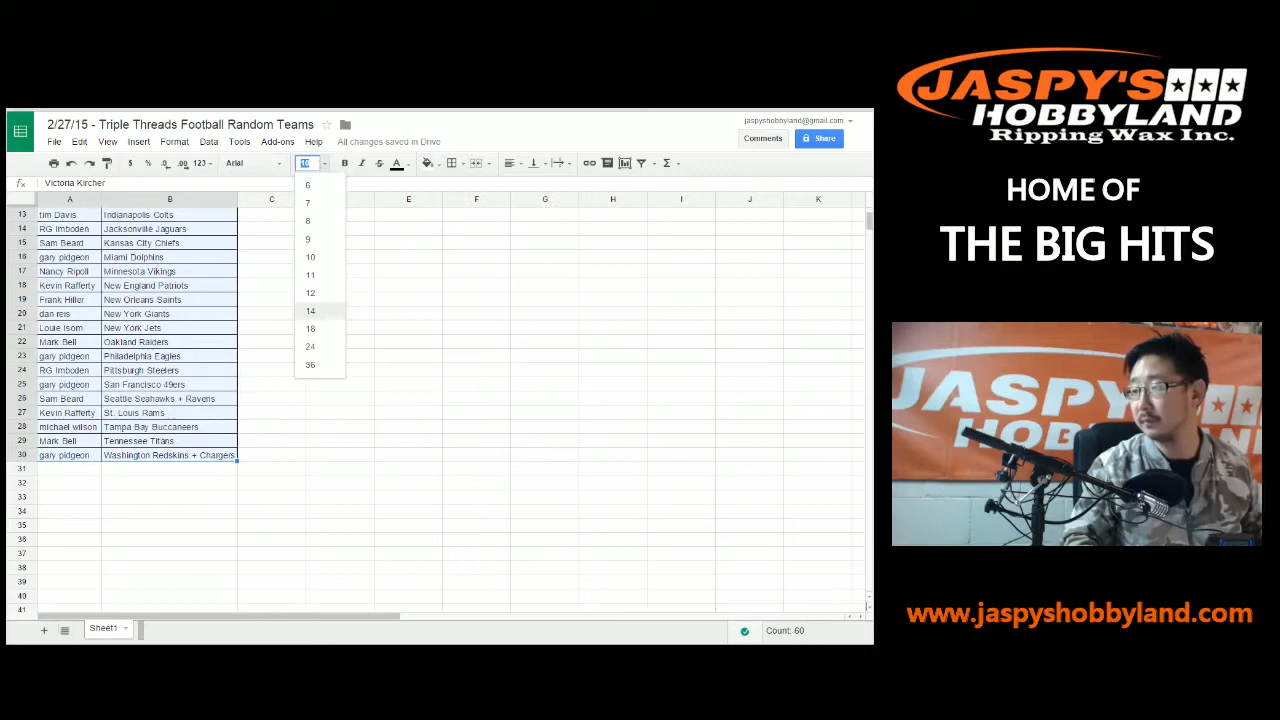 JASPY'S
HOBBYLAND
Ripping Wax Inc.
HOME OF
THE BIG HITS
2/27/15 - Triple Threads Football Random Teams
jaspyshobbyland@gmail.com
File Edit View Insert Format Data Tools Add-ons Help All changes saved in Drive
Comments Share
$ % .0 .00 123 Arial 10 B I S A Σ
fx Victoria Kircher
A B C E F G H I J K
13 tim Davis Indianapolis Colts
14 RG Imboden Jacksonville Jaguars
15 Sam Beard Kansas City Chiefs
16 gary pidgeon Miami Dolphins
17 Nancy Ripoll Minnesota Vikings
18 Kevin Rafferty New England Patriots
19 Frank Hiller New Orleans Saints
20 dan reis New York Giants
21 Louie Isom New York Jets
22 Mark Bell Oakland Raiders
23 gary pidgeon Philadelphia Eagles
24 RG Imboden Pittsburgh Steelers
25 gary pidgeon San Francisco 49ers
26 Sam Beard Seattle Seahawks + Ravens
27 Kevin Rafferty St. Louis Rams
28 michael wilson Tampa Bay Buccaneers
29 Mark Bell Tennessee Titans
30 gary pidgeon Washington Redskins + Chargers
31
32
33
34
35
36
37
38
39
40
41
6
7
8
9
10
11
12
14
18
24
36
Sheet1
Count: 60
JASPY
HOBBYL
www.jaspyshobbyland.com